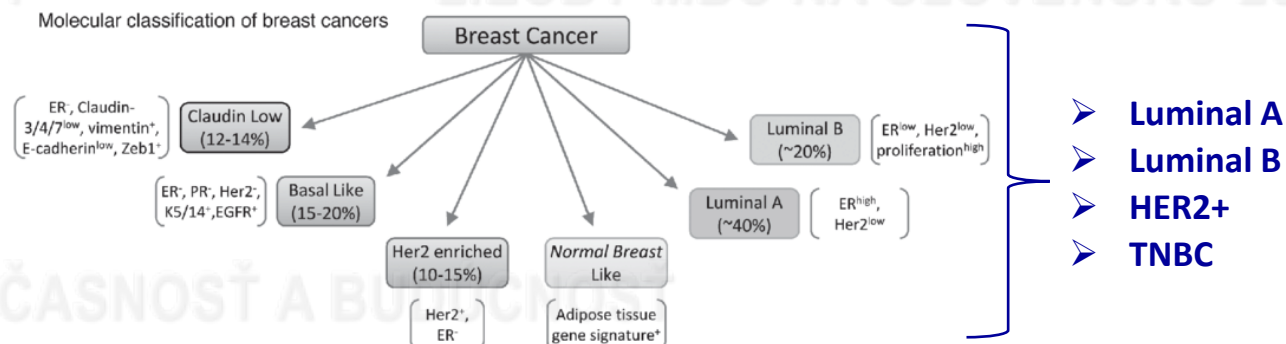 Molecular classification of breast cancers
Breast Cancer
ER⁻, Claudin-
3/4/7ˡᵒʷ, vimentin⁺,
E-cadherinˡᵒʷ, Zeb1⁺
Claudin Low
(12-14%)
ER⁻, PR⁻, Her2⁻,
K5/14⁺,EGFR⁺
Basal Like
(15-20%)
Her2 enriched
(10-15%)
Her2⁺,
ER⁻
Normal Breast
Like
Adipose tissue
gene signature⁺
Luminal A
(~40%)
ERʰⁱᵍʰ,
Her2ˡᵒʷ
Luminal B
(~20%)
ERˡᵒʷ, Her2ˡᵒʷ,
proliferationʰⁱᵍʰ
➢ Luminal A
➢ Luminal B
➢ HER2+
➢ TNBC
ČASNOSŤ A BUDÚCNOSŤ